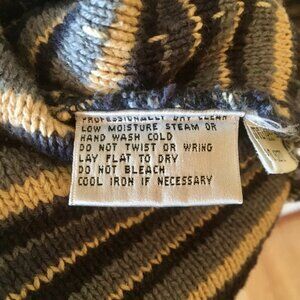 PROFESSIONALLY DRY CLEAN
LOW MOISTURE STEAM OR
HAND WASH COLD
DO NOT TWIST OR WRING
LAY FLAT TO DRY
DO NOT BLEACH
COOL IRON IF NECESSARY